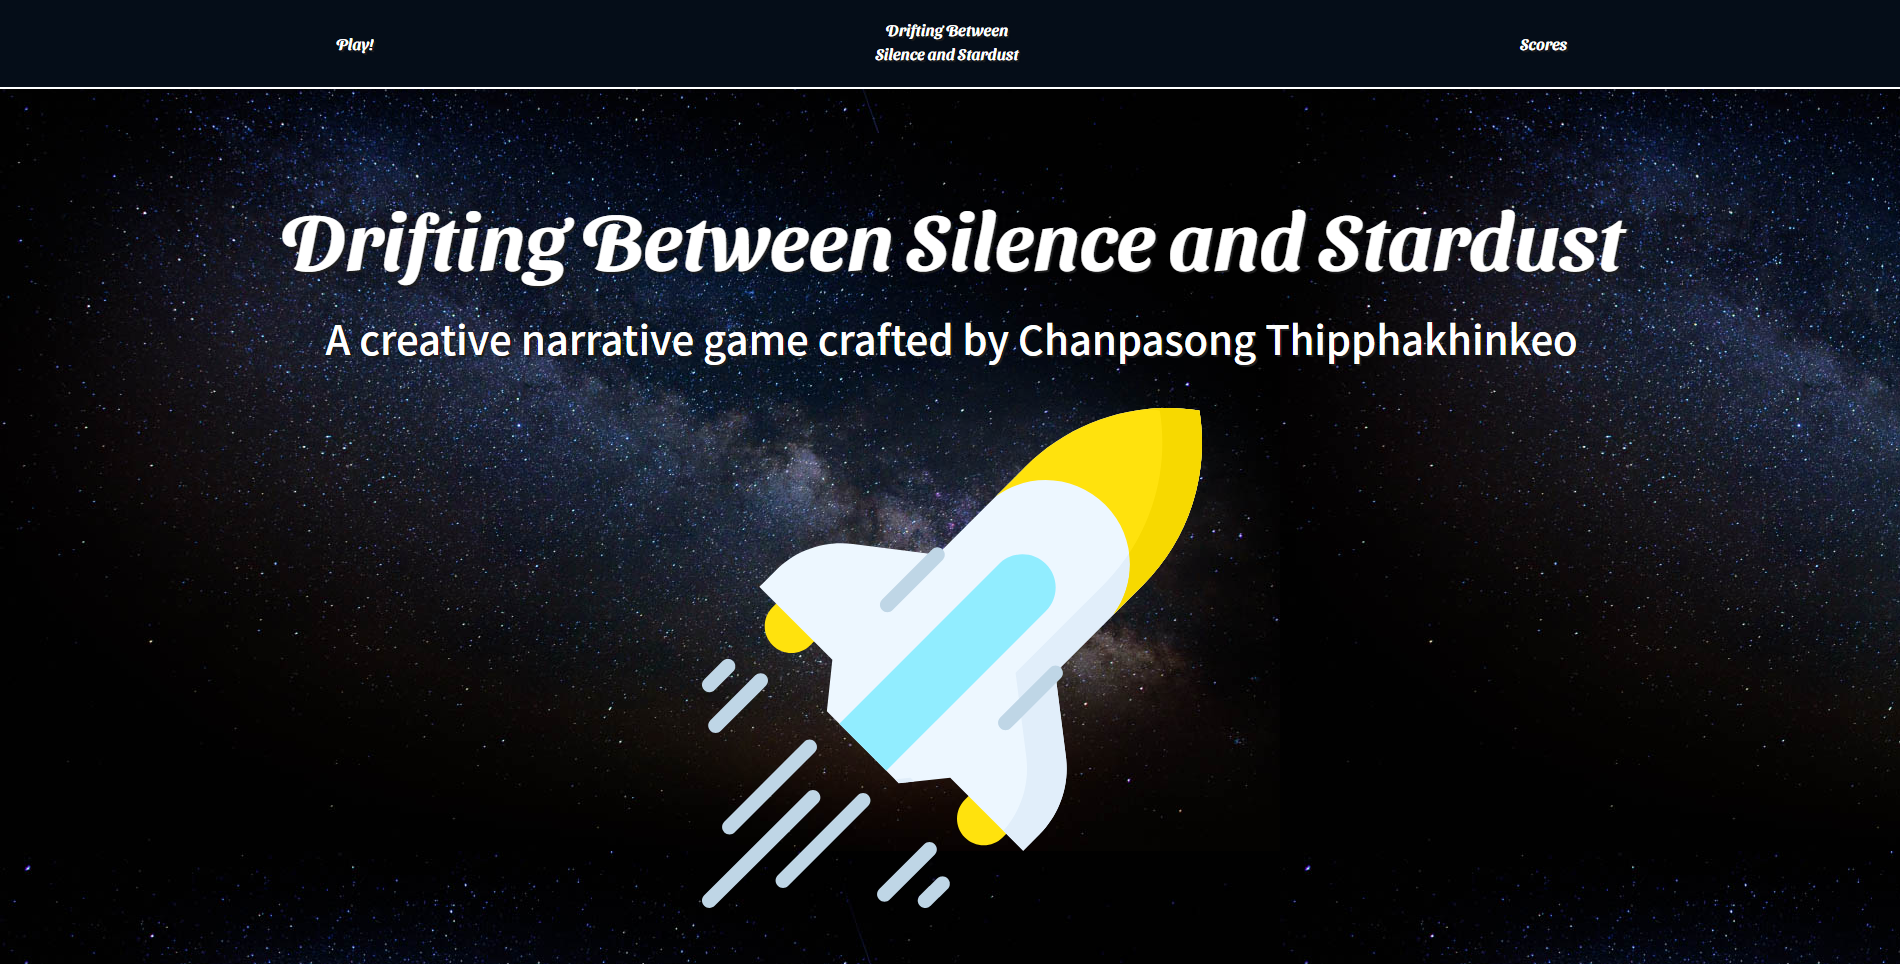 Play!
Drifting Between
Silence and Stardust
Scores
Drifting Between Silence and Stardust
A creative narrative game crafted by Chanpasong Thipphakhinkeo